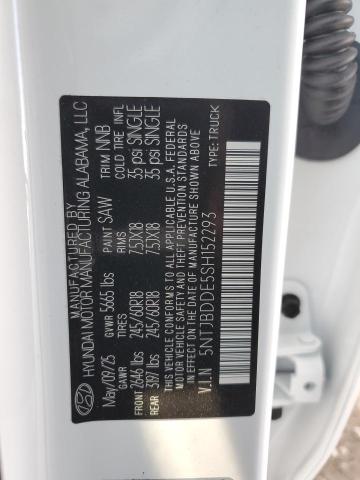 MANUFACTURED BY
HYUNDAI MOTOR MANUFACTURING ALABAMA, LLC
May/09/25 GVWR 5665 lbs PAINT SAW TRIM NNB
GAWR RIMS COLD TIRE INFL
FRONT 2646 lbs 245/60R18 7.5JX18 35 psi SINGLE
REAR 3197 lbs 245/60R18 7.5JX18 35 psi SINGLE
THIS VEHICLE CONFORMS TO ALL APPLICABLE U.S.A. FEDERAL
MOTOR VEHICLE SAFETY AND THEFT PREVENTION STANDARDS
IN EFFECT ON THE DATE OF MANUFACTURE SHOWN ABOVE
V.I.N 5NTJBDDE5SH152293 TYPE: TRUCK